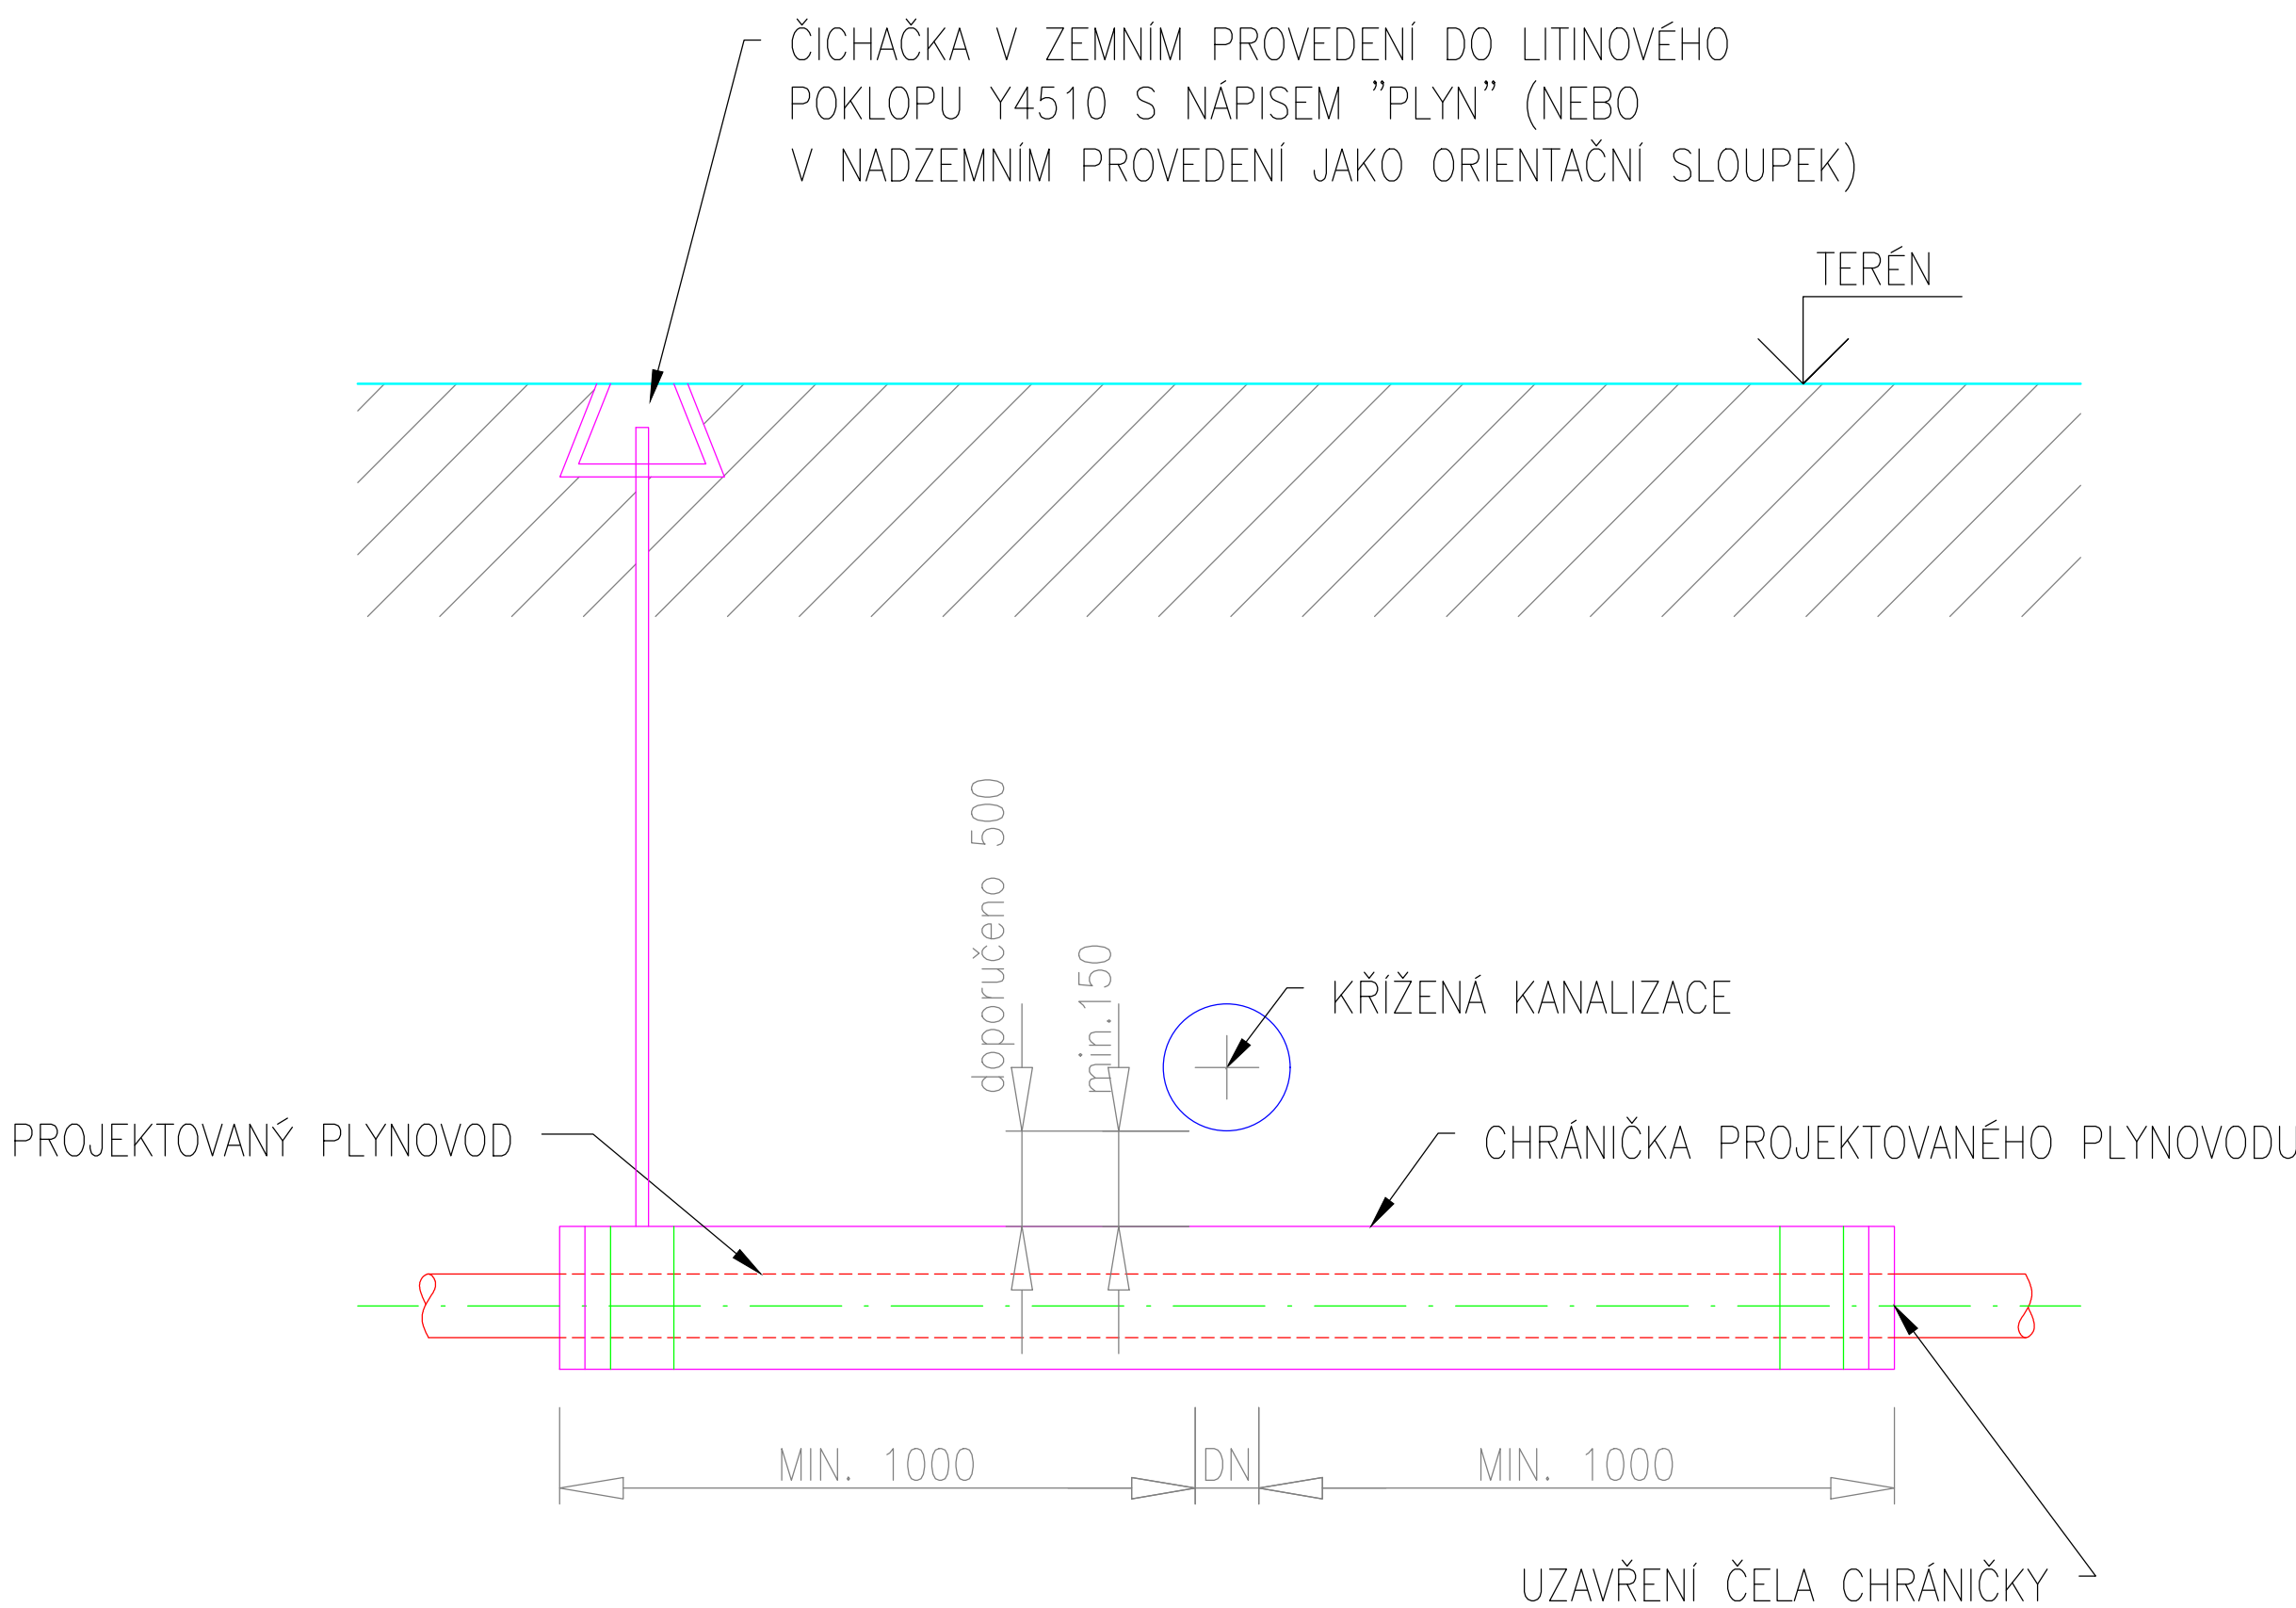 ČICHAČKA V ZEMNÍM PROVEDENÍ DO LITINOVÉHO
POKLOPU Y4510 S NÁPISEM "PLYN" (NEBO
V NADZEMNÍM PROVEDENÍ JAKO ORIENTAČNÍ SLOUPEK)
TERÉN
doporučeno 500
min.150
KŘÍŽENÁ KANALIZACE
PROJEKTOVANÝ PLYNOVOD
CHRÁNIČKA PROJEKTOVANÉHO PLYNOVODU
MIN. 1000
DN
MIN. 1000
UZAVŘENÍ ČELA CHRÁNIČKY